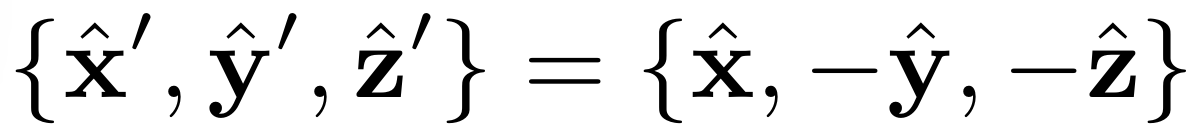 {x̂′, ŷ′, ẑ′} = {x̂, −ŷ, −ẑ}